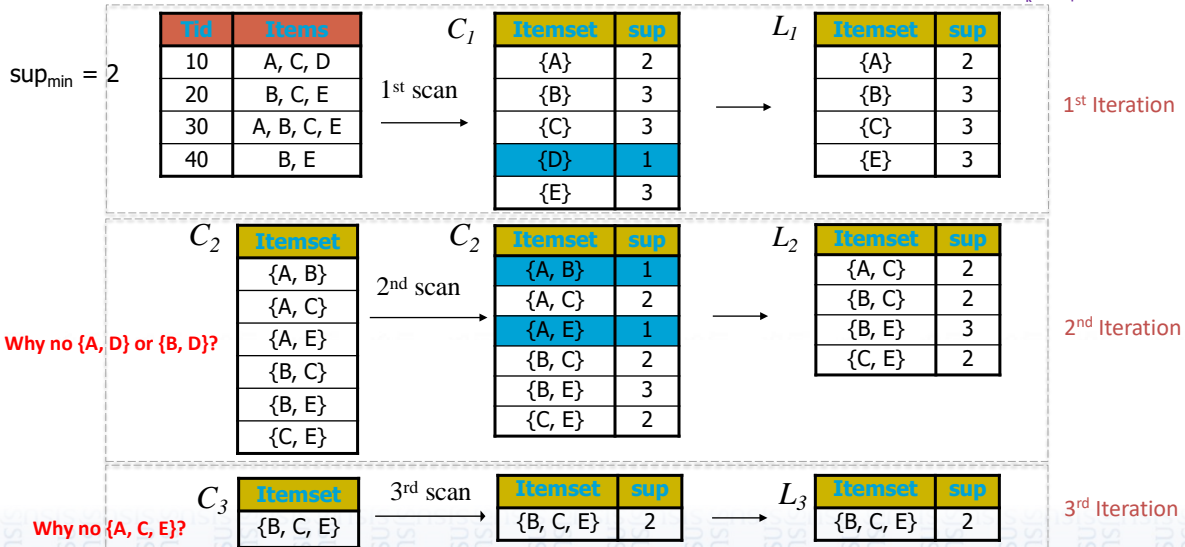 sup_min = 2
Tid Items
10 A, C, D
20 B, C, E
30 A, B, C, E
40 B, E
1st scan
C1 Itemset sup
{A} 2
{B} 3
{C} 3
{D} 1
{E} 3
L1 Itemset sup
{A} 2
{B} 3
{C} 3
{E} 3
1st Iteration
C2 Itemset
{A, B}
{A, C}
{A, E}
{B, C}
{B, E}
{C, E}
Why no {A, D} or {B, D}?
2nd scan
C2 Itemset sup
{A, B} 1
{A, C} 2
{A, E} 1
{B, C} 2
{B, E} 3
{C, E} 2
L2 Itemset sup
{A, C} 2
{B, C} 2
{B, E} 3
{C, E} 2
2nd Iteration
C3 Itemset
{B, C, E}
Why no {A, C, E}?
3rd scan
Itemset sup
{B, C, E} 2
L3 Itemset sup
{B, C, E} 2
3rd Iteration